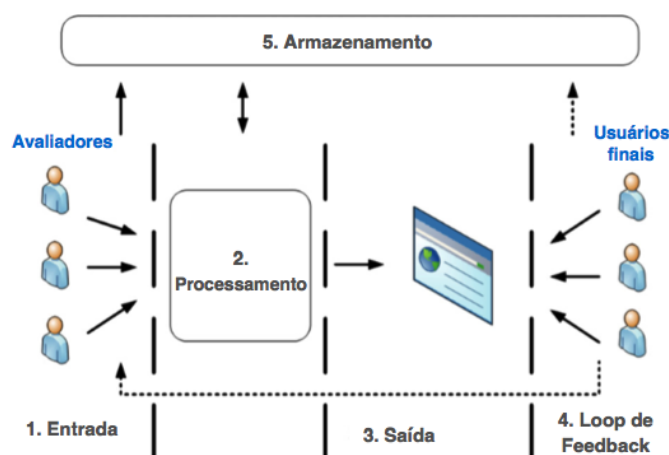 5. Armazenamento
Avaliadores
Usuários
finais
2.
Processamento
1. Entrada
3. Saída
4. Loop de
Feedback